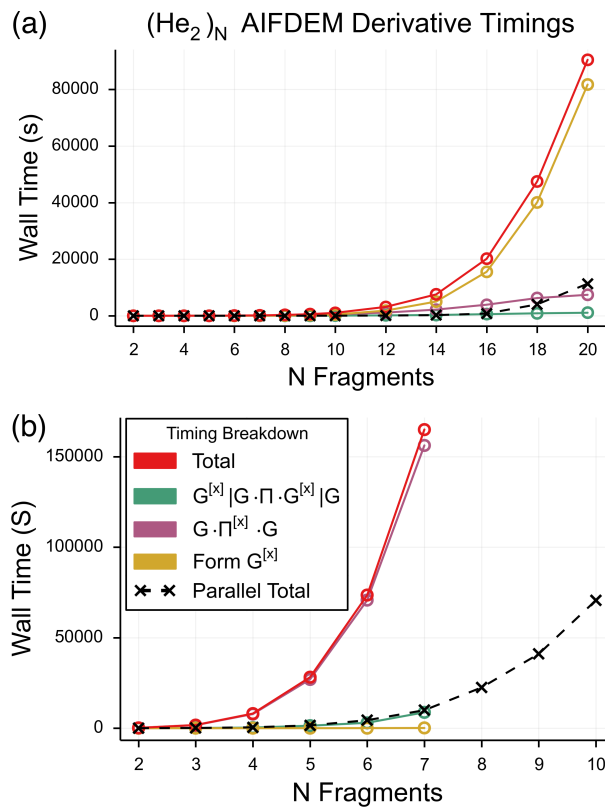 (a) (He₂)_N AIFDEM Derivative Timings
Wall Time (s)
80000
60000
40000
20000
0
2 4 6 8 10 12 14 16 18 20
N Fragments
(b)
Wall Time (S)
150000
100000
50000
0
Timing Breakdown
Total
G^[x] |G ·Π · G^[x] |G
G ·Π^[x] ·G
Form G^[x]
Parallel Total
2 3 4 5 6 7 8 9 10
N Fragments